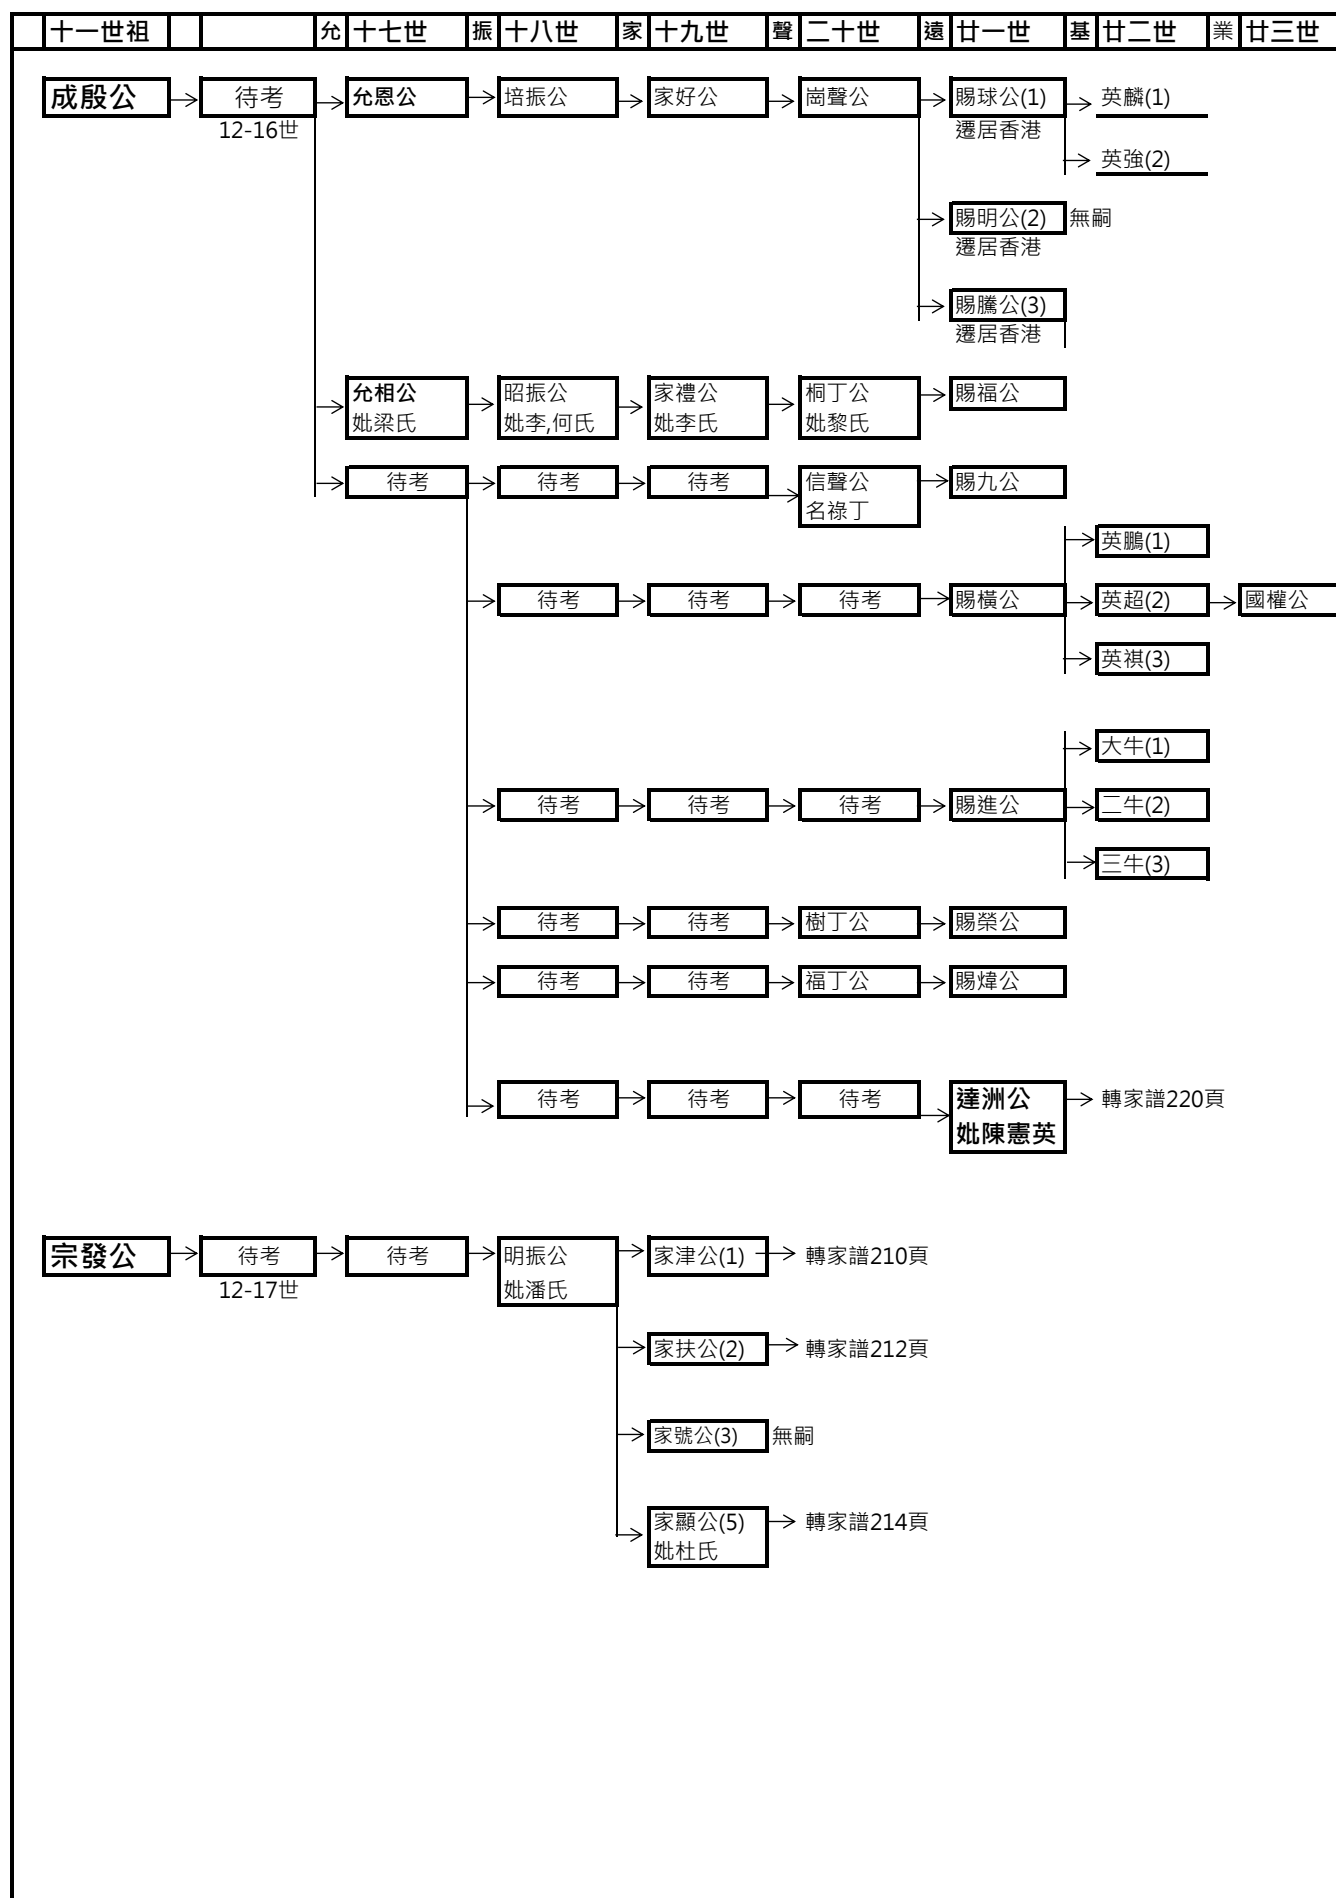 十一世祖 允 十七世 振 十八世 家 十九世 聲 二十世 遠 廿一世 基 廿二世 業 廿三世
成殷公 待考 允恩公 培振公 家好公 崗聲公 賜球公(1) 英麟(1)
12-16世 遷居香港
英強(2)
賜明公(2) 無嗣
遷居香港
賜騰公(3)
遷居香港
允相公 昭振公 家禮公 桐丁公 賜福公
妣梁氏 妣李,何氏 妣李氏 妣黎氏
待考 待考 待考 信聲公 賜九公
名祿丁
英鵬(1)
待考 待考 待考 賜橫公 英超(2) 國權公
英祺(3)
大牛(1)
待考 待考 待考 賜進公 二牛(2)
三牛(3)
待考 待考 樹丁公 賜榮公
待考 待考 福丁公 賜煒公
待考 待考 待考 達洲公 轉家譜220頁
妣陳憲英
宗發公 待考 待考 明振公 家津公(1) 轉家譜210頁
12-17世 妣潘氏
家扶公(2) 轉家譜212頁
家號公(3) 無嗣
家顯公(5) 轉家譜214頁
妣杜氏